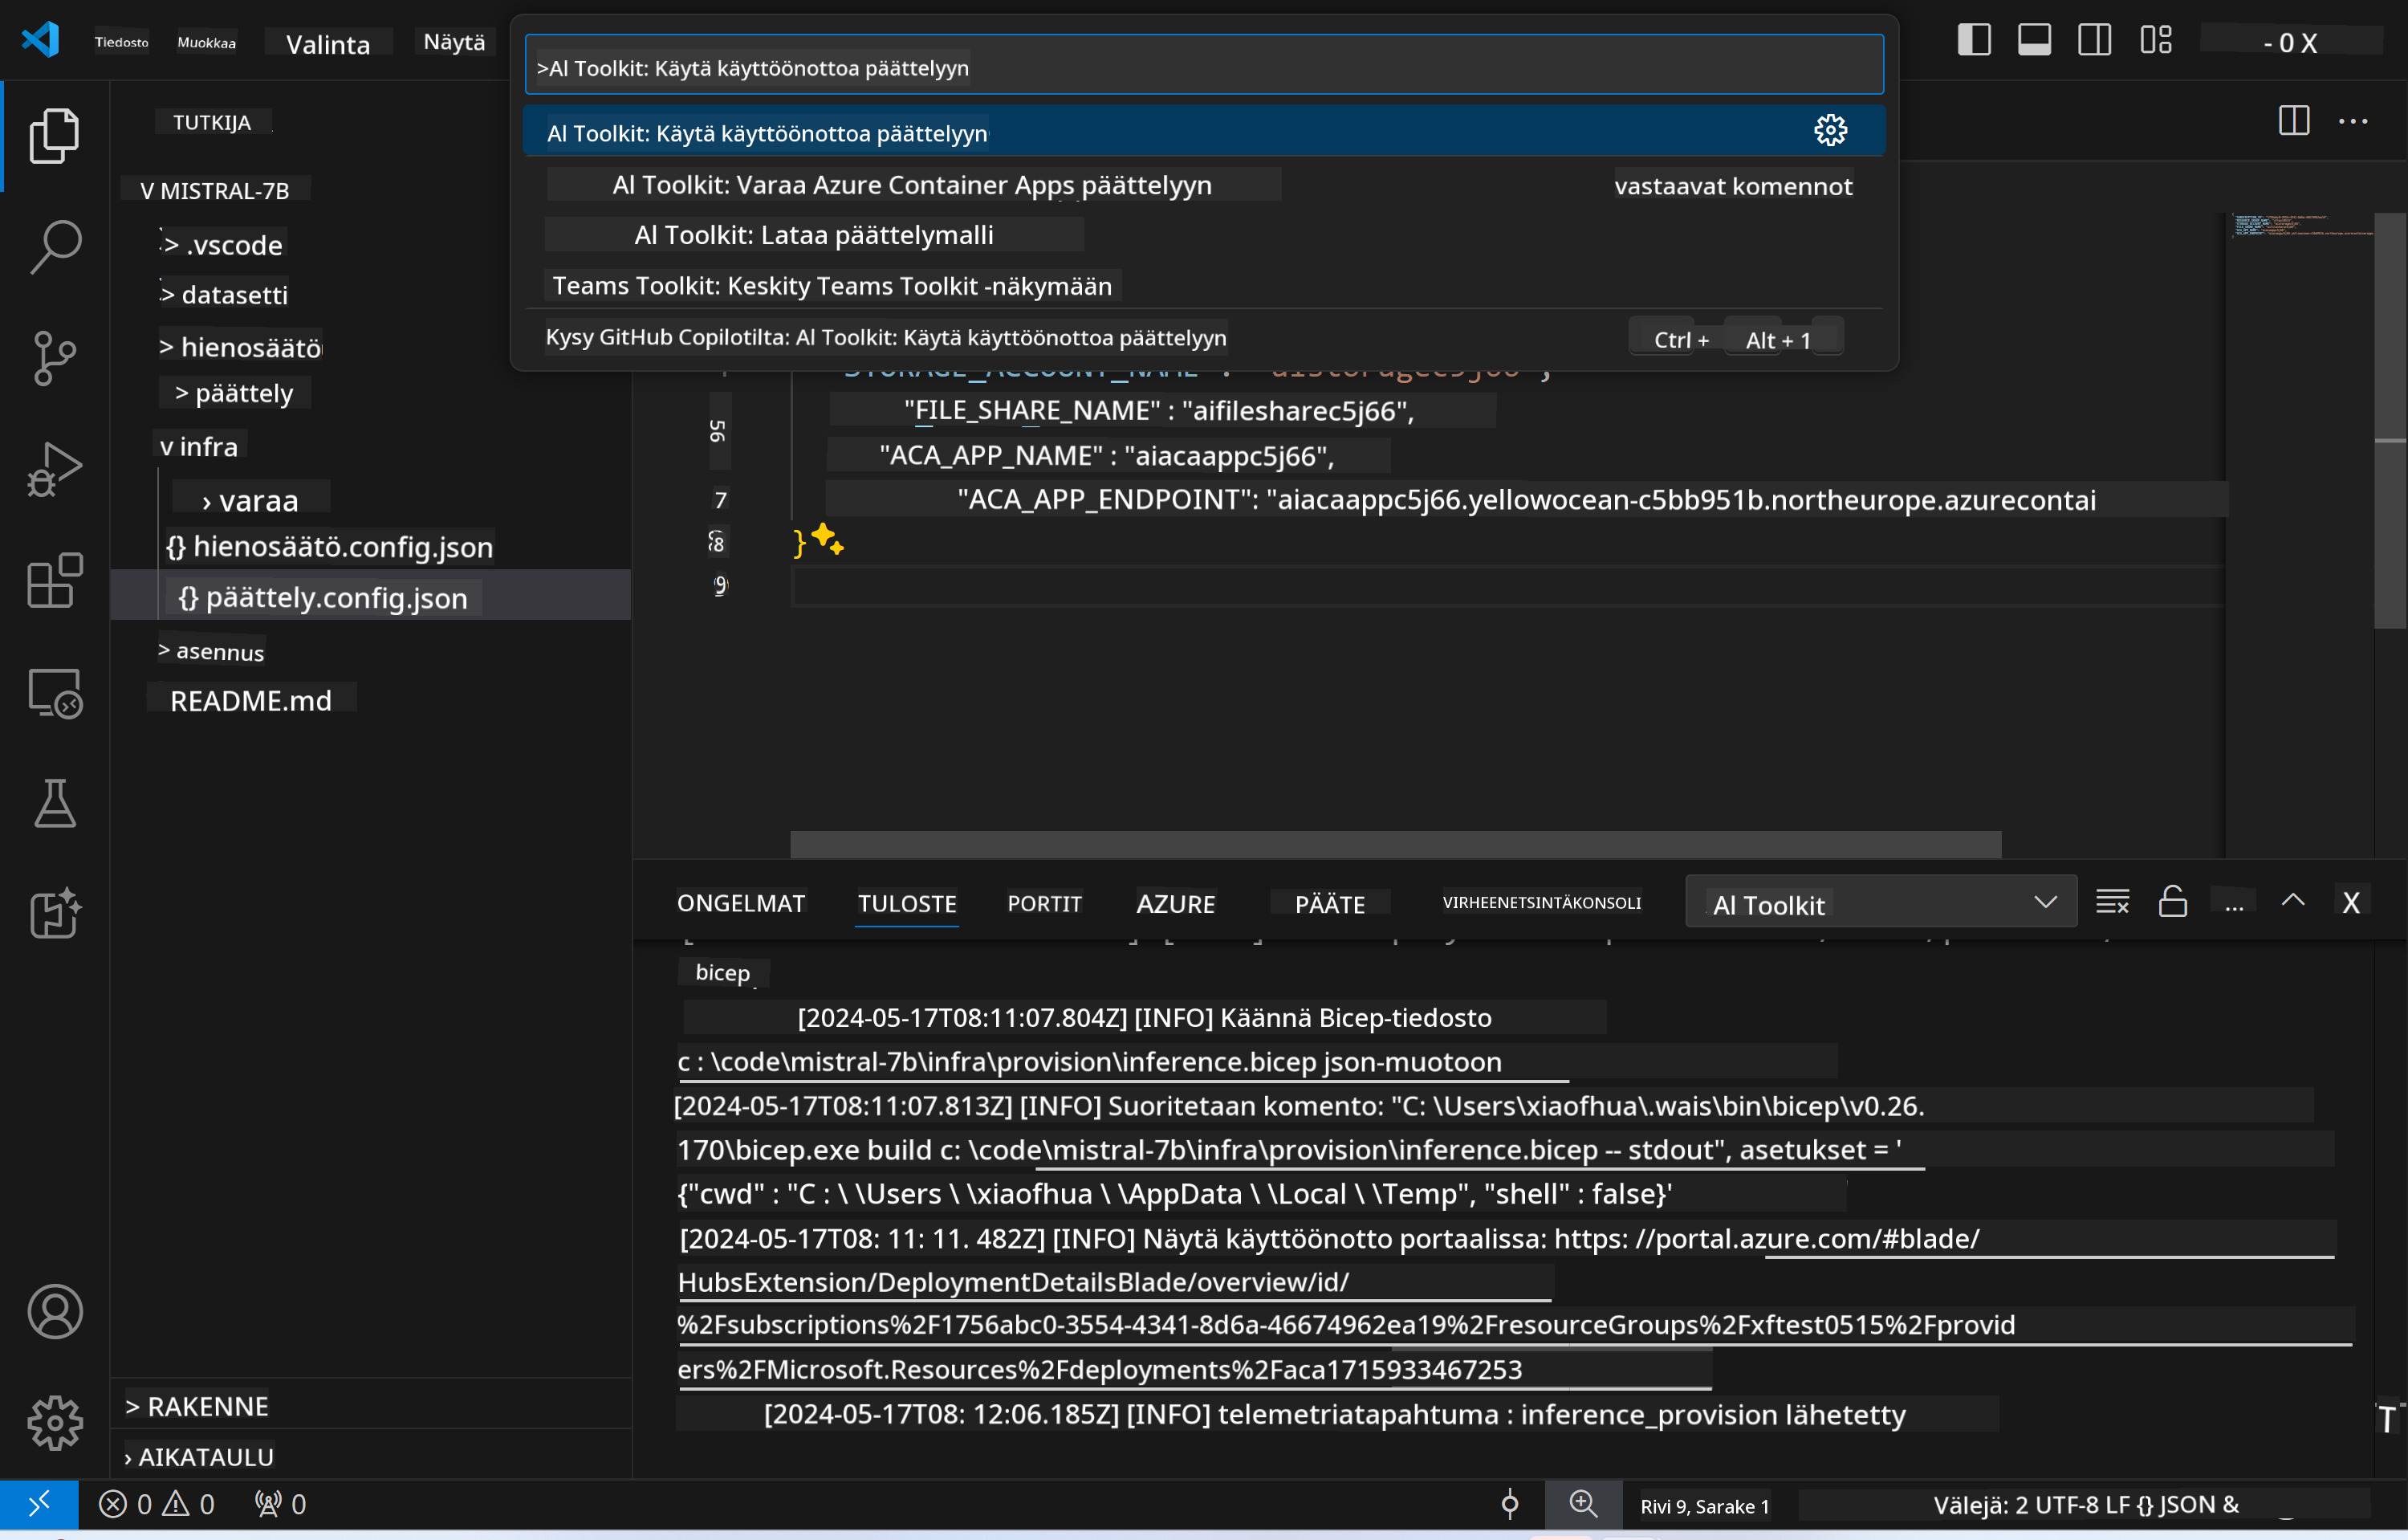 Tiedosto Muokkaa Valinta Näytä
- 0 X
>Al Toolkit: Käytä käyttöönottoa päättelyyn
Al Toolkit: Käytä käyttöönottoa päättelyyn
Al Toolkit: Varaa Azure Container Apps päättelyyn vastaavat komennot
Al Toolkit: Lataa päättelymalli
Teams Toolkit: Keskity Teams Toolkit -näkymään
Kysy GitHub Copilotilta: Al Toolkit: Käytä käyttöönottoa päättelyyn Ctrl + Alt + 1
TUTKIJA
V MISTRAL-7B
> .vscode
> datasetti
> hienosäätö
> päättely
v infra
› varaa
{} hienosäätö.config.json
{} päättely.config.json
> asennus
README.md
> RAKENNE
› AIKATAULU
"FILE_SHARE_NAME" : "aifilesharec5j66",
56
"ACA_APP_NAME" : "aiacaappc5j66",
7 "ACA_APP_ENDPOINT": "aiacaappc5j66.yellowocean-c5bb951b.northeurope.azurecontai
8 }
9
ONGELMAT TULOSTE PORTIT AZURE PÄÄTE VIRHEENETSINTÄKONSOLI Al Toolkit ... X
bicep
[2024-05-17T08:11:07.804Z] [INFO] Käännä Bicep-tiedosto
c : \code\mistral-7b\infra\provision\inference.bicep json-muotoon
[2024-05-17T08:11:07.813Z] [INFO] Suoritetaan komento: "C: \Users\xiaofhua\.wais\bin\bicep\v0.26.
170\bicep.exe build c: \code\mistral-7b\infra\provision\inference.bicep -- stdout", asetukset = '
{"cwd" : "C : \ \Users \ \xiaofhua \ \AppData \ \Local \ \Temp", "shell" : false}'
[2024-05-17T08: 11: 11. 482Z] [INFO] Näytä käyttöönotto portaalissa: https: //portal.azure.com/#blade/
HubsExtension/DeploymentDetailsBlade/overview/id/
%2Fsubscriptions%2F1756abc0-3554-4341-8d6a-46674962ea19%2FresourceGroups%2Fxftest0515%2Fprovid
ers%2FMicrosoft.Resources%2Fdeployments%2Faca1715933467253
[2024-05-17T08: 12:06.185Z] [INFO] telemetriatapahtuma : inference_provision lähetetty
T
0 0 0 Rivi 9, Sarake 1 Välejä: 2 UTF-8 LF {} JSON &